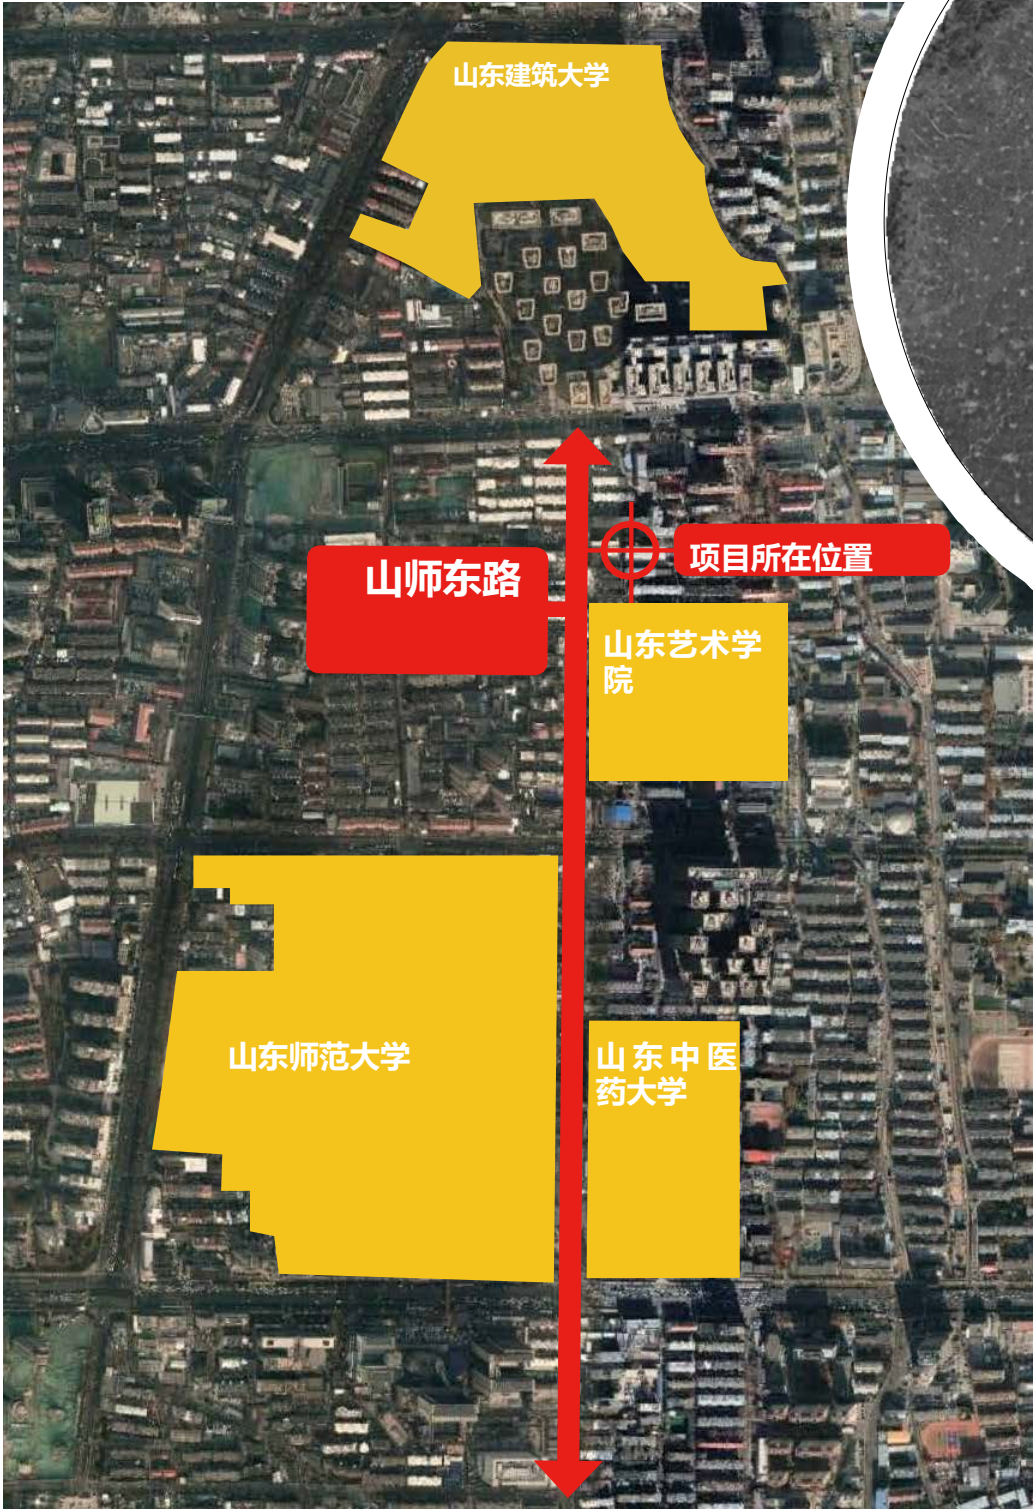 山东建筑大学
项目所在位置
山师东路
山东艺术学
院
山东师范大学
山东中医
药大学